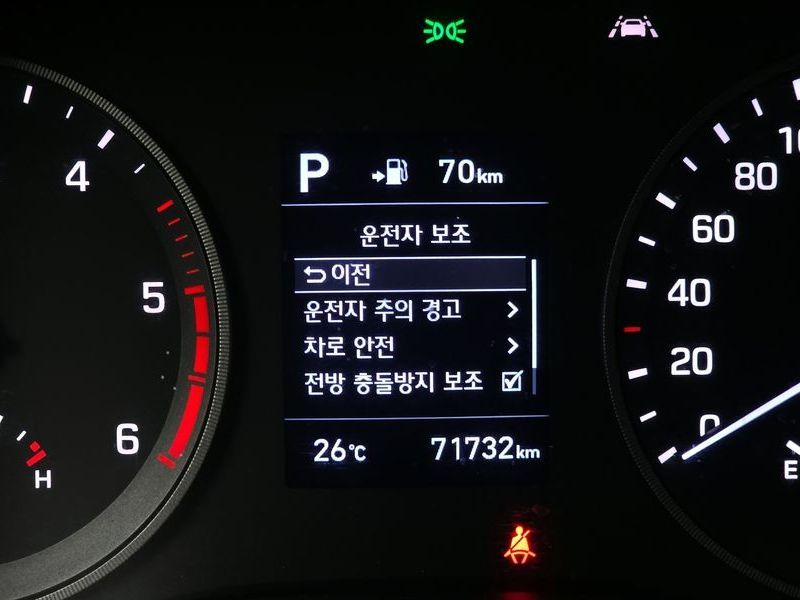 P 70km
운전자 보조
이전
운전자 주의 경고
차로 안전
전방 충돌방지 보조
26°C 71732km
4
5
6
H
80
60
40
20
0
E